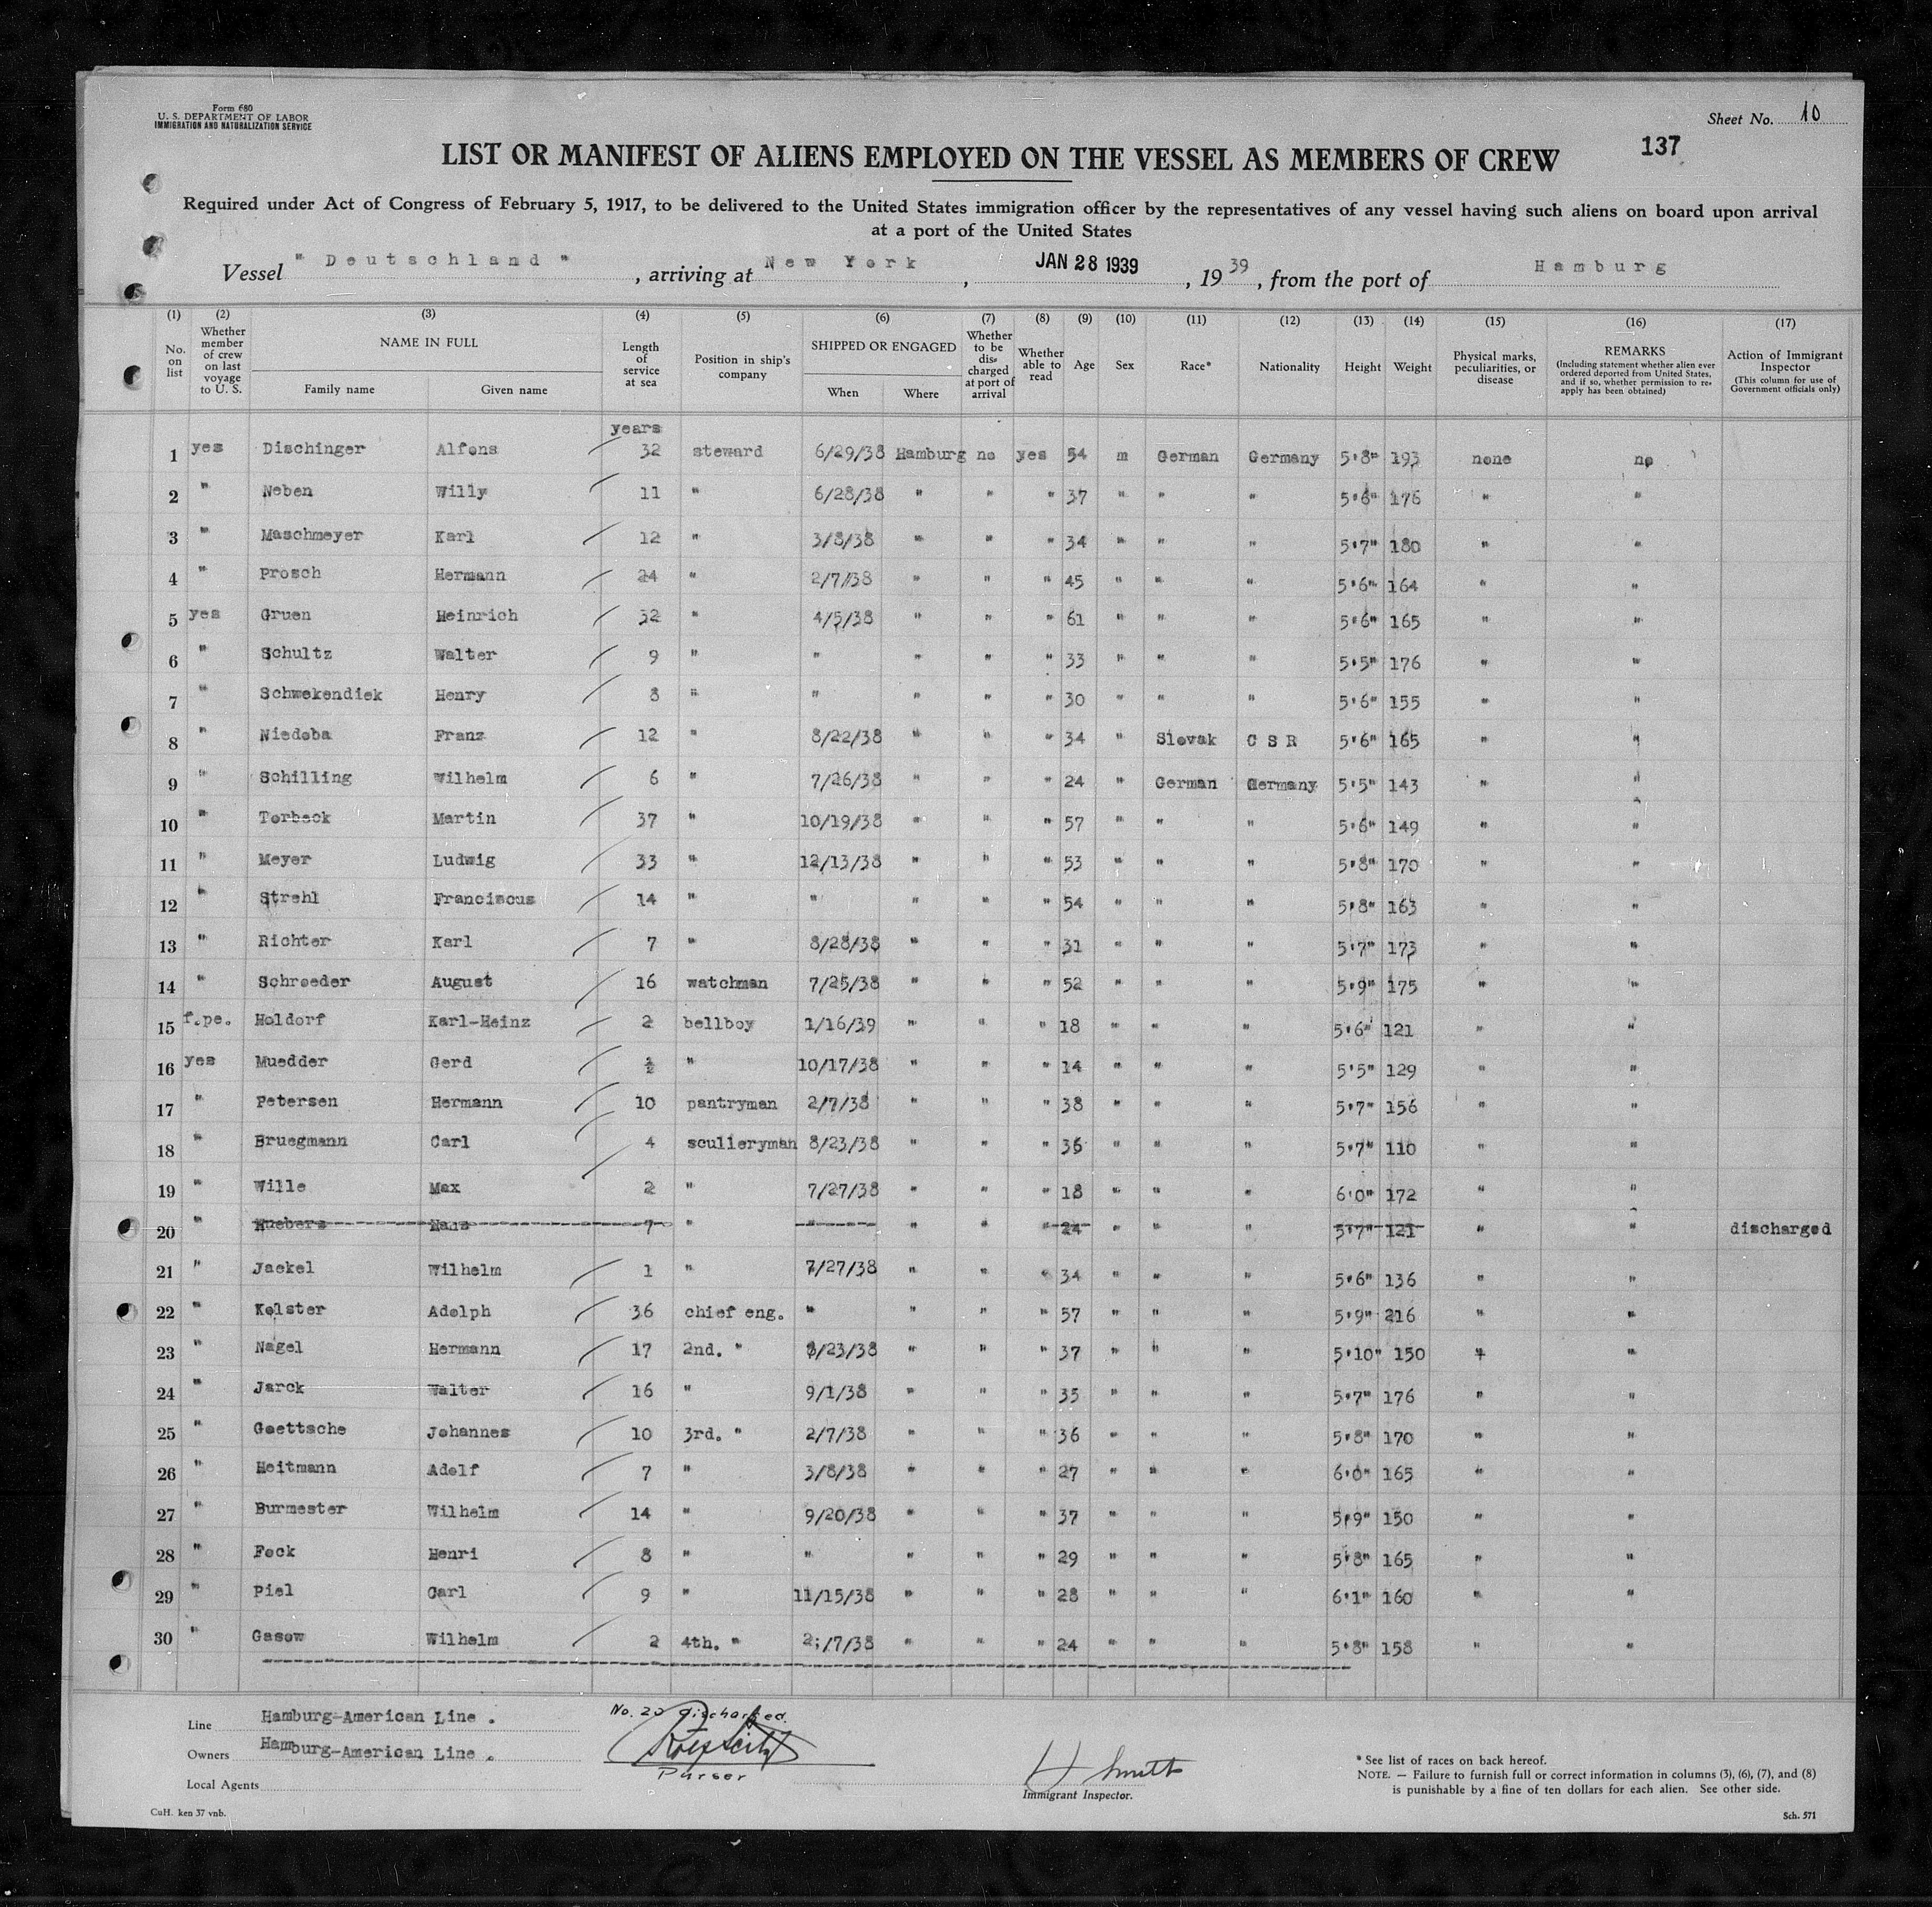 Form 680
U. S. DEPARTMENT OF LABOR
IMMIGRATION AND NATURALIZATION SERVICE
Sheet No. 10
137
LIST OR MANIFEST OF ALIENS EMPLOYED ON THE VESSEL AS MEMBERS OF CREW
Required under Act of Congress of February 5, 1917, to be delivered to the United States immigration officer by the representatives of any vessel having such aliens on board upon arrival
at a port of the United States
Vessel " Deutschland " , arriving at New York , JAN 28 1939 , 1939 , from the port of Hamburg
(1) (2) (3) (4) (5) (6) (7) (8) (9) (10) (11) (12) (13) (14) (15) (16) (17)
No. on list Whether member of crew on last voyage to U. S. NAME IN FULL Family name Given name Length of service at sea Position in ship's company SHIPPED OR ENGAGED When Where Whether to be discharged at port of arrival Whether able to read Age Sex Race* Nationality Height Weight Physical marks, peculiarities, or disease REMARKS (Including statement whether alien ever ordered deported from United States, and if so, whether permission to reapply has been obtained) Action of Immigrant Inspector (This column for use of Government officials only)
years
1 yes Dischinger Alfons 32 steward 6/29/38 Hamburg no yes 54 m German Germany 5'8" 193 none no
2 " Neben Willy 11 " 6/28/38 " " " 37 " " " 5'6" 176 " "
3 " Maschmeyer Karl 12 " 3/8/38 " " " 34 " " " 5'7" 180 " "
4 " Prosch Hermann 24 " 2/7/38 " " " 45 " " " 5'6" 164 " "
5 yes Gruen Heinrich 32 " 4/5/38 " " " 61 " " " 5'6" 165 " "
6 " Schultz Walter 9 " " " " " 33 " " " 5'5" 176 " "
7 " Schwekendiek Henry 8 " " " " " 30 " " " 5'6" 155 " "
8 " Niedoba Franz 12 " 8/22/38 " " " 34 " Slovak C S R 5'6" 165 " "
9 " Schilling Wilhelm 6 " 7/26/38 " " " 24 " German Germany 5'5" 143 " "
10 " Torbeck Martin 37 " 10/19/38 " " " 57 " " " 5'6" 149 " "
11 " Meyer Ludwig 33 " 12/13/38 " " " 53 " " " 5'8" 170 " "
12 " Strehl Franciscus 14 " " " " " 54 " " " 5'8" 163 " "
13 " Richter Karl 7 " 8/28/38 " " " 31 " " " 5'7" 173 " "
14 " Schroeder August 16 watchman 7/25/38 " " " 52 " " " 5'9" 175 " "
15 f.pe. Holdorf Karl-Heinz 2 bellboy 1/16/39 " " " 18 " " " 5'6" 121 " "
16 yes Muedder Gerd ½ " 10/17/38 " " " 14 " " " 5'5" 129 " "
17 " Petersen Hermann 10 pantryman 2/7/38 " " " 38 " " " 5'7" 156 " "
18 " Bruegmann Carl 4 sculleryman 8/23/38 " " " 36 " " " 5'7" 110 " "
19 " Wille Max 2 " 7/27/38 " " " 18 " " " 6'0" 172 " "
20 " Huebers Hans 7 " " " " " 24 " " " 5'7" 121 " " discharged
21 " Jaekel Wilhelm 1 " 7/27/38 " " " 34 " " " 5'6" 136 " "
22 " Kolster Adolph 36 chief eng. " " " " 57 " " " 5'9" 216 " "
23 " Nagel Hermann 17 2nd. " 8/23/38 " " " 37 " " " 5'10" 150 " "
24 " Jarck Walter 16 " 9/1/38 " " " 35 " " " 5'7" 176 " "
25 " Goettsche Johannes 10 3rd. " 2/7/38 " " " 36 " " " 5'8" 170 " "
26 " Heitmann Adolf 7 " 3/8/38 " " " 27 " " " 6'0" 165 " "
27 " Burmester Wilhelm 14 " 9/20/38 " " " 37 " " " 5'9" 150 " "
28 " Feck Henri 8 " " " " " 29 " " " 5'8" 165 " "
29 " Piel Carl 9 " 11/15/38 " " " 28 " " " 6'1" 160 " "
30 " Gasow Wilhelm 2 4th. " 2;/7/38 " " " 24 " " " 5'8" 158 " "
Line Hamburg-American Line .
Owners Hamburg-American Line .
Local Agents
No. 20 discharged.
Purser
H Smith
Immigrant Inspector.
* See list of races on back hereof.
NOTE. — Failure to furnish full or correct information in columns (3), (6), (7), and (8)
is punishable by a fine of ten dollars for each alien. See other side.
CuH. ken 37 vnb.
Sch. 571